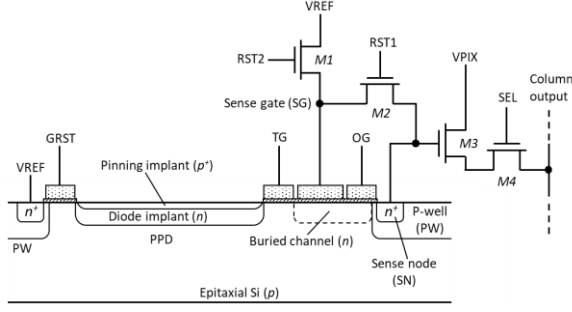 VREF
RST2
M1
RST1
VPIX
Sense gate (SG)
M2
SEL
Column
output
GRST
TG
OG
M3
VREF
Pinning implant (p⁺)
M4
n⁺
Diode implant (n)
n⁺
P-well
(PW)
PW
PPD
Buried channel (n)
Sense node
(SN)
Epitaxial Si (p)